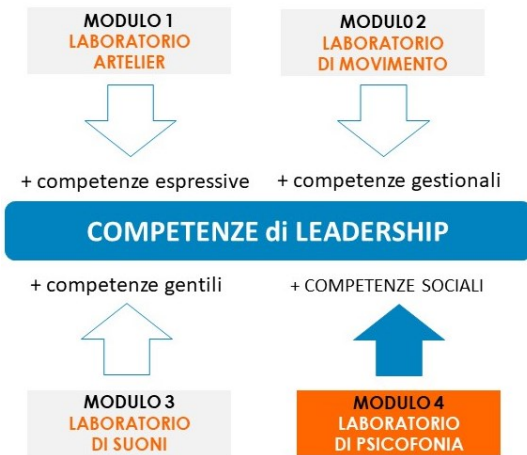 MODULO 1
LABORATORIO
ARTELIER
MODUL0 2
LABORATORIO
DI MOVIMENTO
+ competenze espressive
+ competenze gestionali
COMPETENZE di LEADERSHIP
+ competenze gentili
+ COMPETENZE SOCIALI
MODULO 3
LABORATORIO
DI SUONI
MODULO 4
LABORATORIO
DI PSICOFONIA